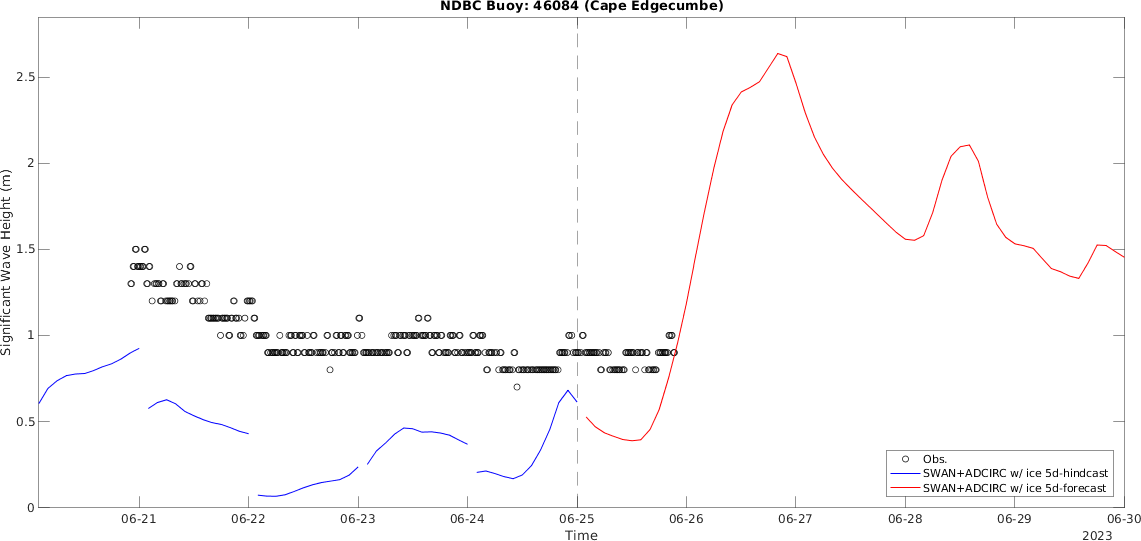 NDBC Buoy: 46084 (Cape Edgecumbe)
Significant Wave Height (m)
2.5
2
1.5
1
0.5
0
Obs.
SWAN+ADCIRC w/ ice 5d-hindcast
SWAN+ADCIRC w/ ice 5d-forecast
06-21 06-22 06-23 06-24 06-25 06-26 06-27 06-28 06-29 06-30
Time
2023